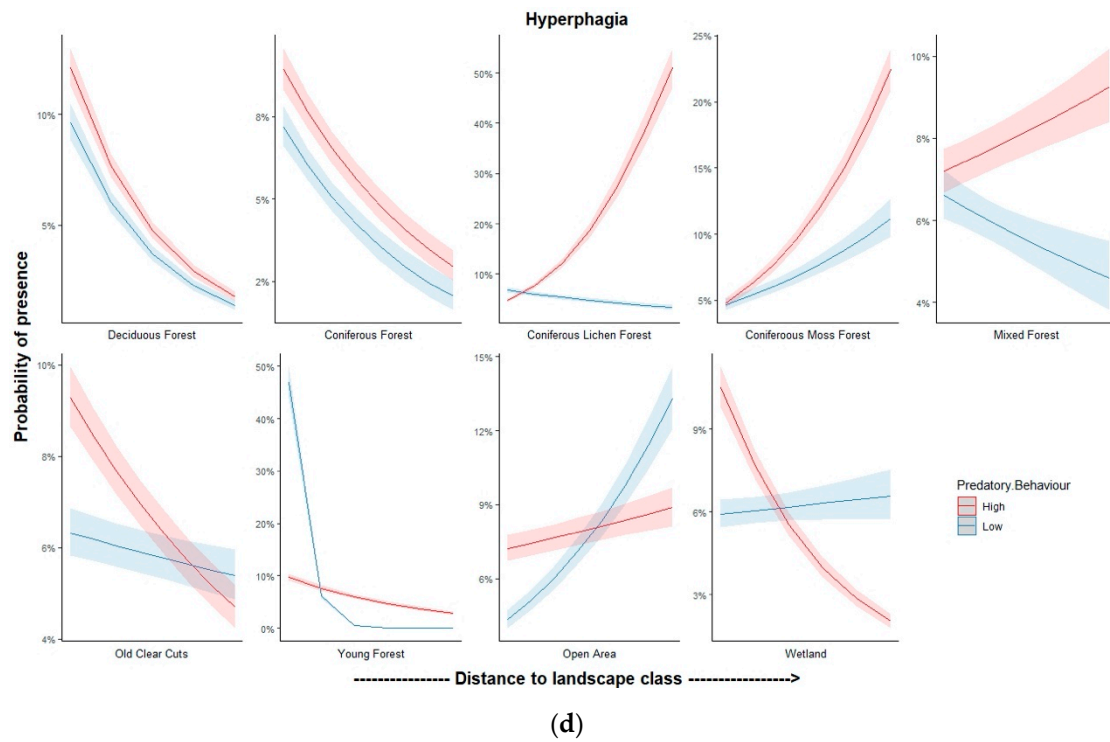 Hyperphagia
Probability of presence
10%
5%
Deciduous Forest
8%
5%
2%
Coniferous Forest
50%
40%
30%
20%
10%
Coniferous Lichen Forest
25%
20%
15%
10%
5%
Coniferoous Moss Forest
10%
8%
6%
4%
Mixed Forest
10%
8%
6%
4%
Old Clear Cuts
50%
40%
30%
20%
10%
0%
Young Forest
15%
12%
9%
6%
Open Area
9%
6%
3%
Wetland
Predatory.Behaviour
High
Low
---------------- Distance to landscape class ---------------->
(d)